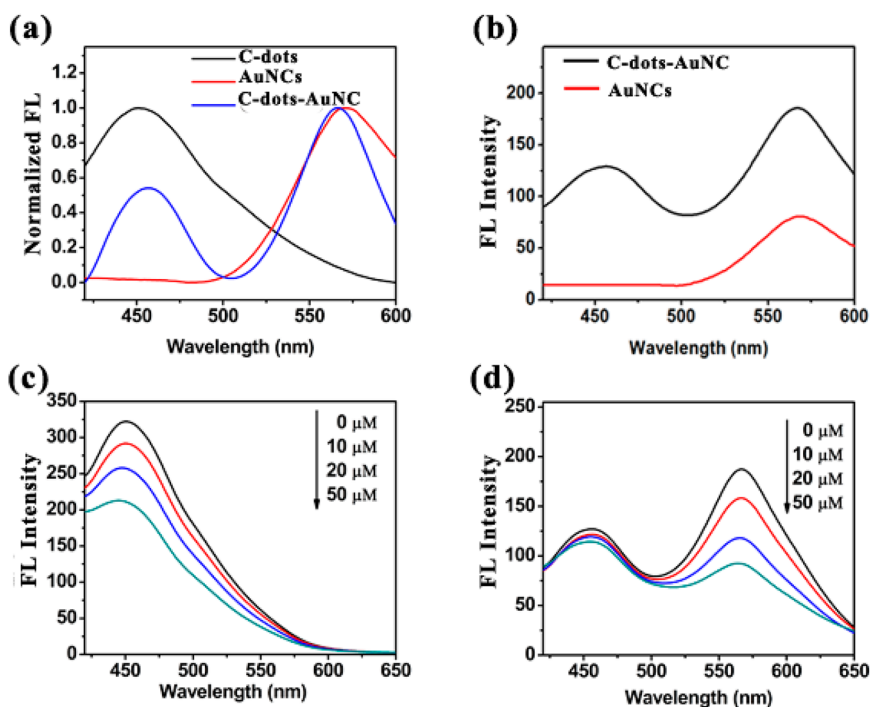 (a)
C-dots
AuNCs
C-dots-AuNC
Normalized FL
1.0
0.8
0.6
0.4
0.2
0.0
450
500
550
600
Wavelength (nm)
(b)
C-dots-AuNC
AuNCs
FL Intensity
200
150
100
50
0
450
500
550
600
Wavelength (nm)
(c)
0 μM
10 μM
20 μM
50 μM
FL Intensity
350
300
250
200
150
100
50
0
450
500
550
600
650
Wavelength (nm)
(d)
0 μM
10 μM
20 μM
50 μM
FL Intensity
250
200
150
100
50
0
450
500
550
600
650
Wavelength (nm)